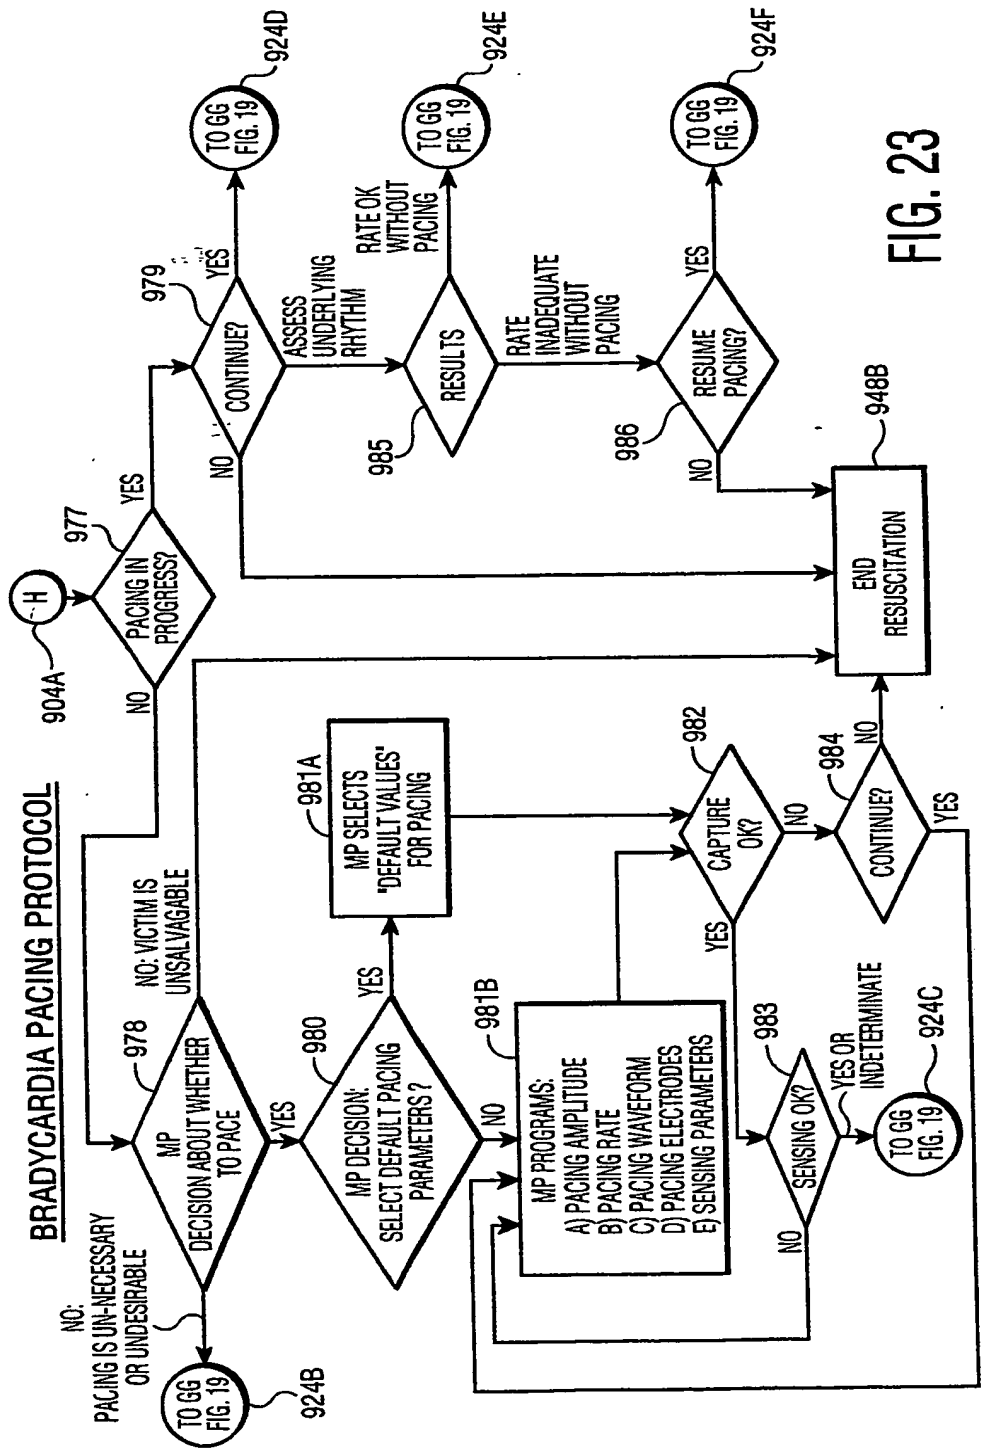 BRADYCARDIA PACING PROTOCOL
H
904A
977
PACING IN
PROGRESS?
NO
YES
979
CONTINUE?
NO
YES
TO GG
FIG. 19
924D
ASSESS
UNDERLYING
RHYTHM
985
RESULTS
RATE OK
WITHOUT
PACING
TO GG
FIG. 19
924E
RATE
INADEQUATE
WITHOUT
PACING
986
RESUME
PACING?
NO
YES
TO GG
FIG. 19
924F
978
MP
DECISION ABOUT WHETHER
TO PACE
NO:
PACING IS UN-NECESSARY
OR UNDESIRABLE
TO GG
FIG. 19
924B
NO: VICTIM IS
UNSALVAGABLE
YES
980
MP DECISION:
SELECT DEFAULT PACING
PARAMETERS?
YES
NO
981A
MP SELECTS
"DEFAULT VALUES"
FOR PACING
981B
MP PROGRAMS:
A) PACING AMPLITUDE
B) PACING RATE
C) PACING WAVEFORM
D) PACING ELECTRODES
E) SENSING PARAMETERS
982
CAPTURE
OK?
YES
NO
983
SENSING OK?
NO
YES OR
INDETERMINATE
TO GG
FIG. 19
924C
984
CONTINUE?
NO
YES
948B
END
RESUSCITATION
FIG. 23